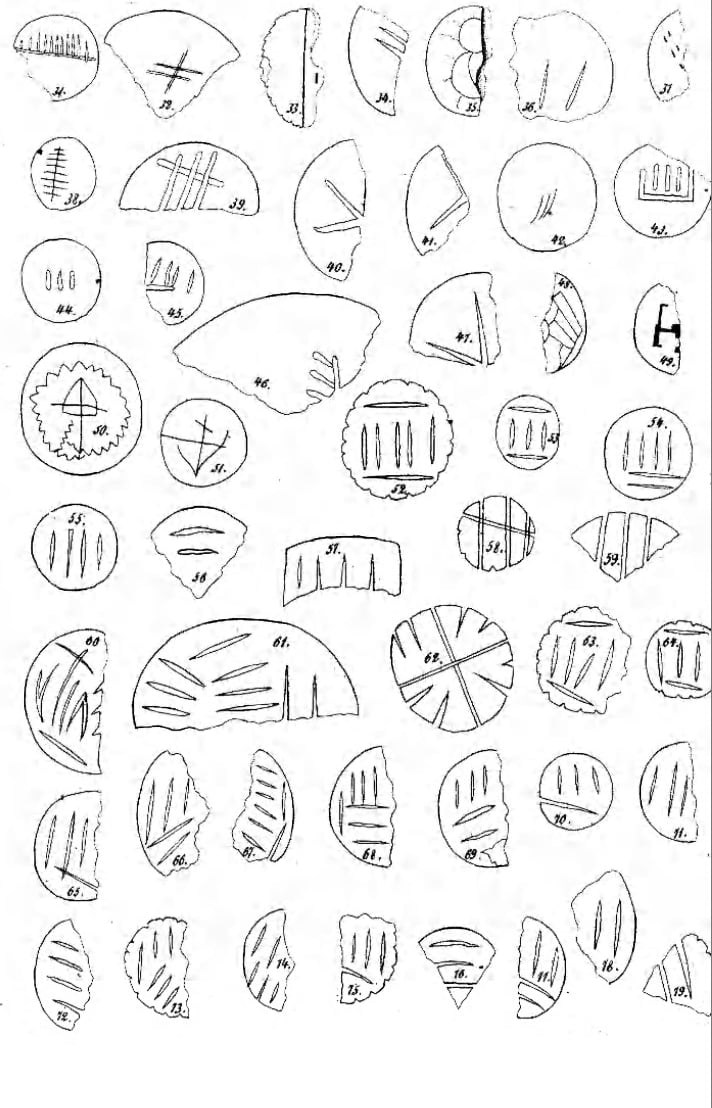 31. 32. 33. 34. 35. 36. 37.
38. 39. 40. 41. 42. 43.
44. 45. 46. 47. 48. 49.
50. 51. 52. 53 54.
55. 56 57. 58. 59.
60 61. 62. 63. 64.
65. 66. 67. 68. 69. 70. 71.
72. 73. 74. 75. 76. 77. 78. 79.